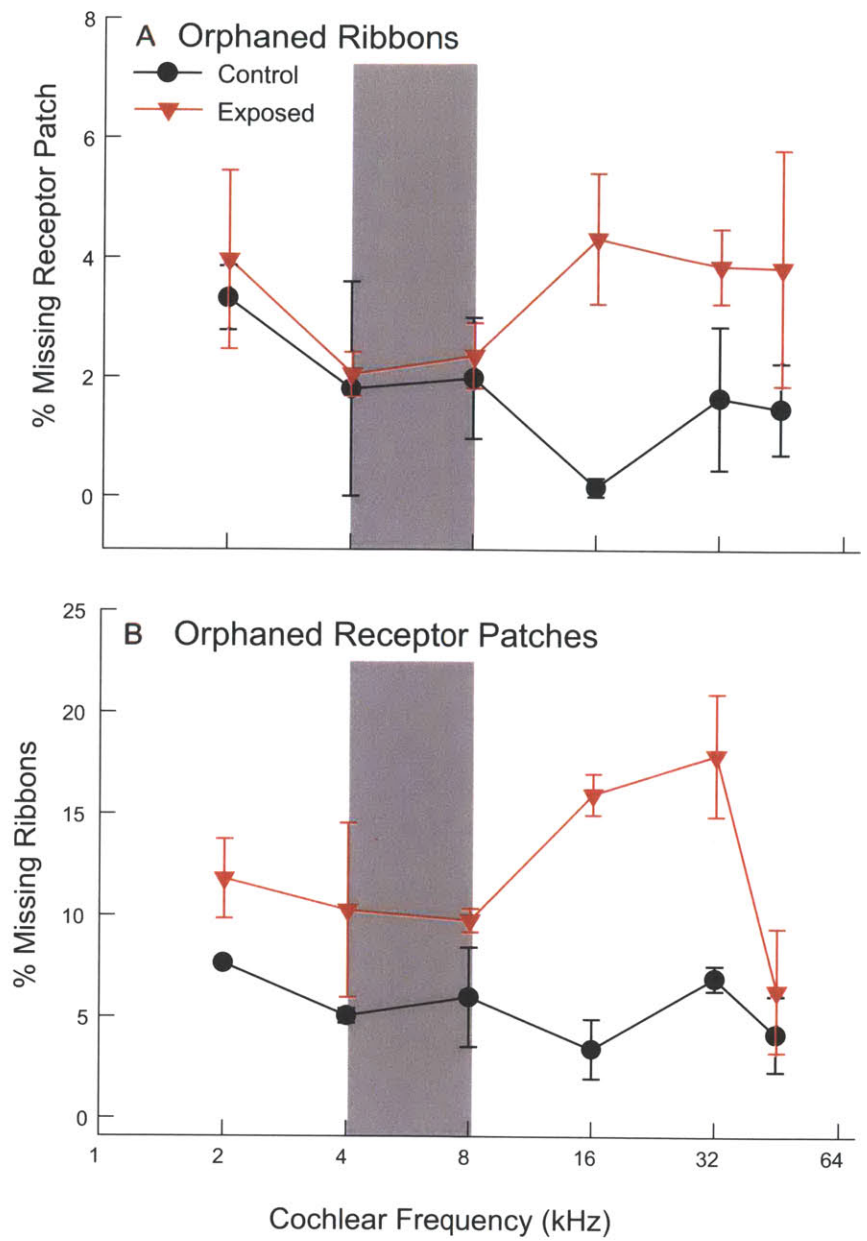 8
A Orphaned Ribbons
Control
Exposed
6
4
2
0
% Missing Receptor Patch
25
B Orphaned Receptor Patches
20
15
10
5
0
% Missing Ribbons
1 2 4 8 16 32 64
Cochlear Frequency (kHz)